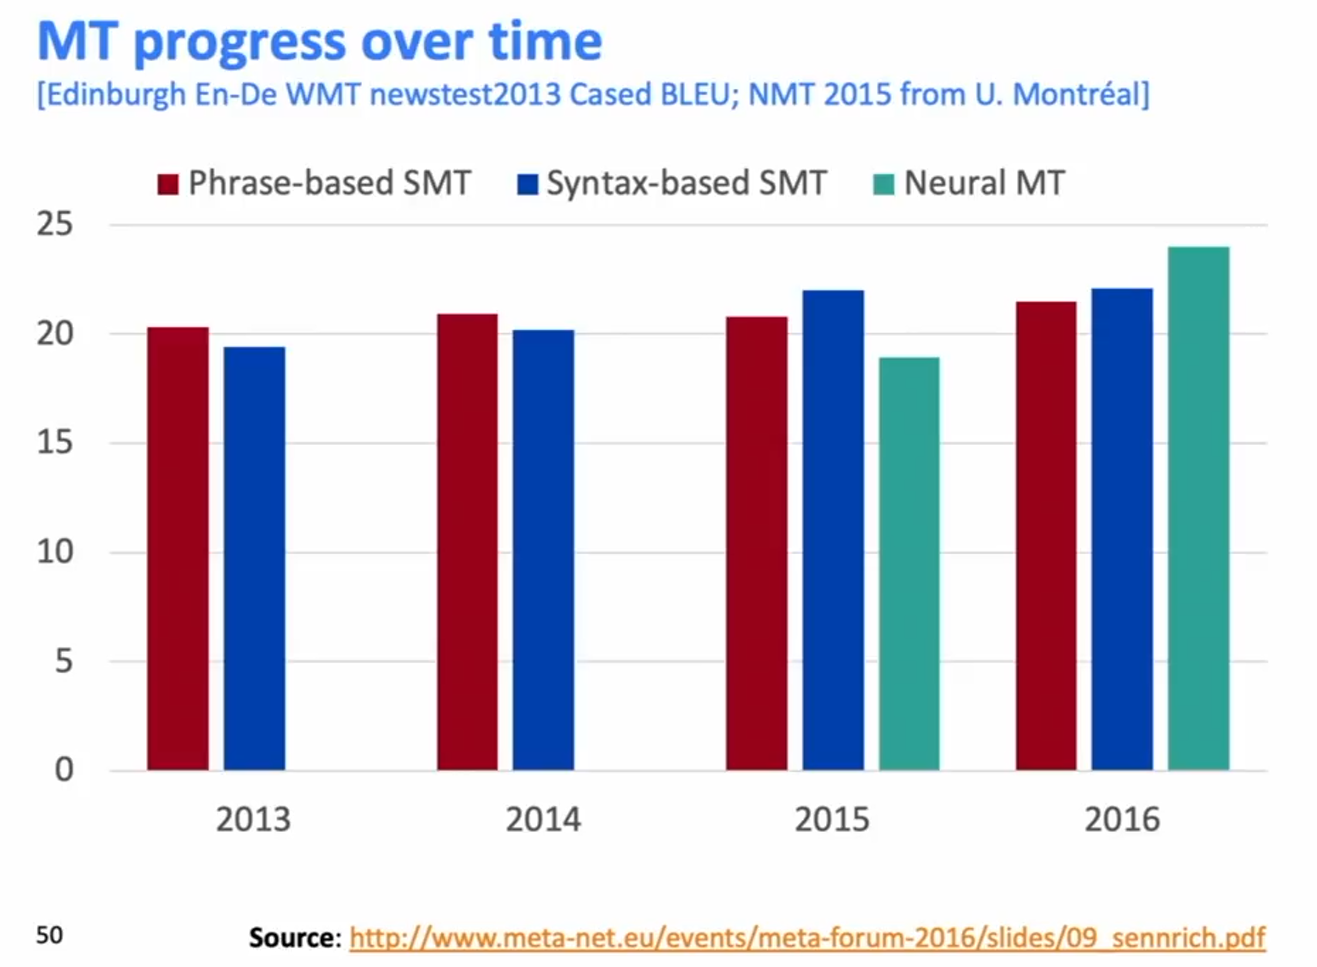 MT progress over time
[Edinburgh En-De WMT newstest2013 Cased BLEU; NMT 2015 from U. Montréal]
Phrase-based SMT Syntax-based SMT Neural MT
25
20
15
10
5
0
2013 2014 2015 2016
50 Source: http://www.meta-net.eu/events/meta-forum-2016/slides/09_sennrich.pdf